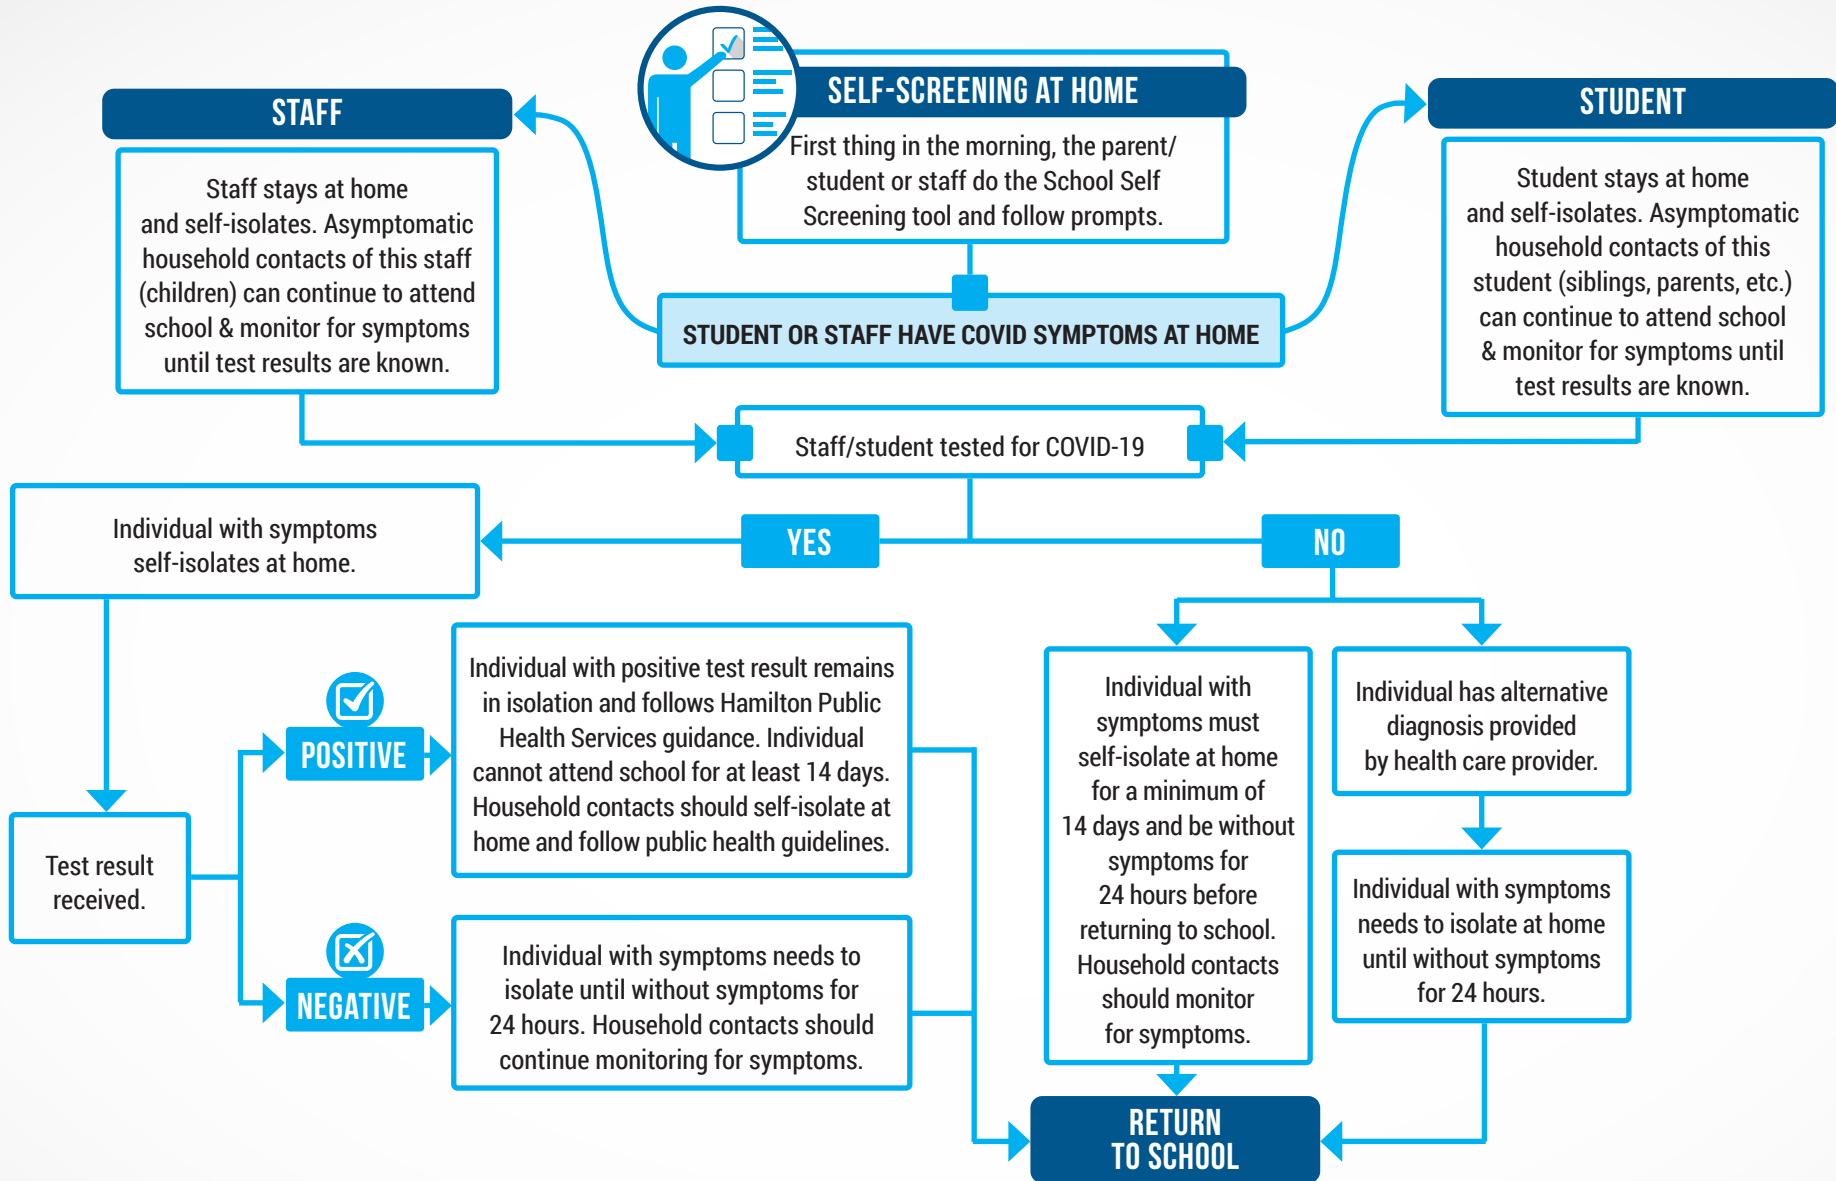 SELF-SCREENING AT HOME
First thing in the morning, the parent/
student or staff do the School Self
Screening tool and follow prompts.
STAFF
Staff stays at home
and self-isolates. Asymptomatic
household contacts of this staff
(children) can continue to attend
school & monitor for symptoms
until test results are known.
STUDENT
Student stays at home
and self-isolates. Asymptomatic
household contacts of this
student (siblings, parents, etc.)
can continue to attend school
& monitor for symptoms until
test results are known.
STUDENT OR STAFF HAVE COVID SYMPTOMS AT HOME
Staff/student tested for COVID-19
YES
NO
Individual with symptoms
self-isolates at home.
Test result
received.
POSITIVE
Individual with positive test result remains
in isolation and follows Hamilton Public
Health Services guidance. Individual
cannot attend school for at least 14 days.
Household contacts should self-isolate at
home and follow public health guidelines.
NEGATIVE
Individual with symptoms needs to
isolate until without symptoms for
24 hours. Household contacts should
continue monitoring for symptoms.
Individual with
symptoms must
self-isolate at home
for a minimum of
14 days and be without
symptoms for
24 hours before
returning to school.
Household contacts
should monitor
for symptoms.
Individual has alternative
diagnosis provided
by health care provider.
Individual with symptoms
needs to isolate at home
until without symptoms
for 24 hours.
RETURN
TO SCHOOL